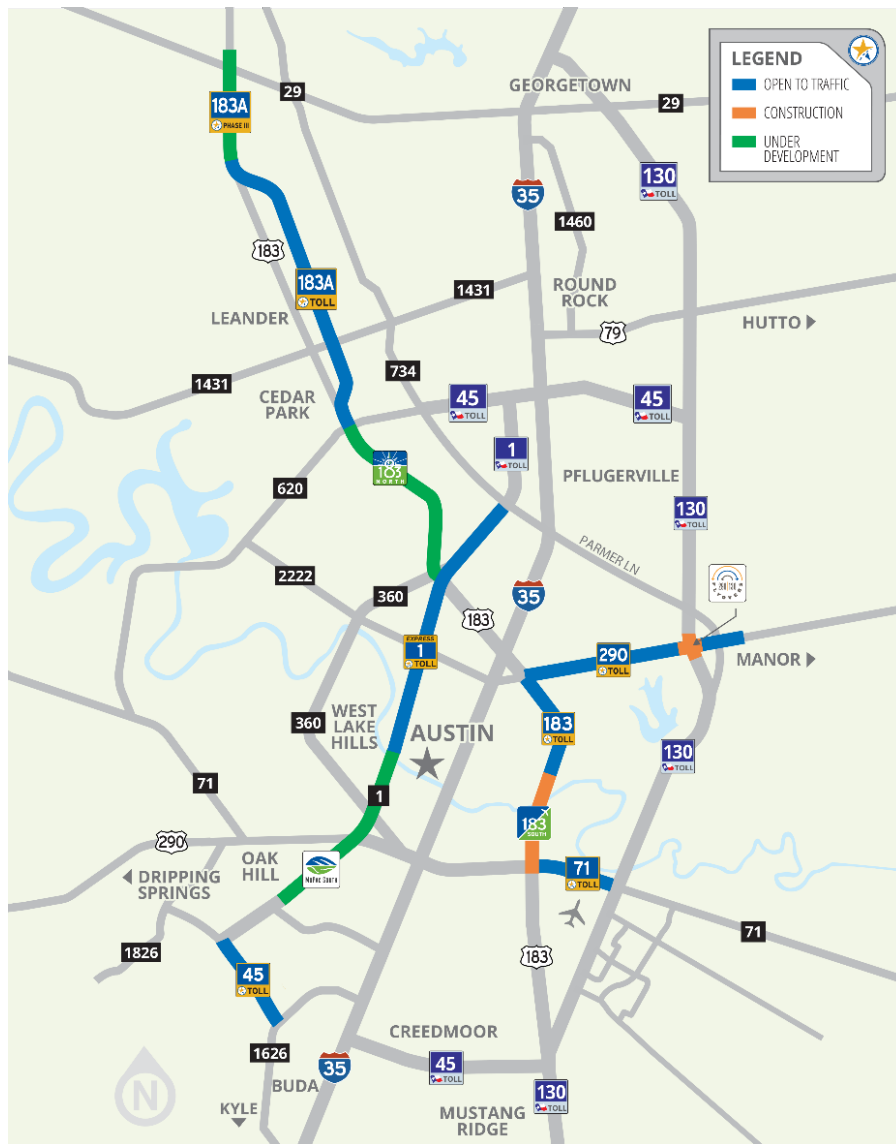 LEGEND
OPEN TO TRAFFIC
CONSTRUCTION
UNDER
DEVELOPMENT
GEORGETOWN
183A
PHASE III
29
29
130
TOLL
35
1460
183
183A
TOLL
1431
ROUND
ROCK
79
HUTTO
LEANDER
734
1431
CEDAR
PARK
45
TOLL
45
TOLL
1
TOLL
183
NORTH
PFLUGERVILLE
620
130
TOLL
PARMER LN
2222
360
35
183
EXPRESS
1
TOLL
290
TOLL
MANOR
360
WEST
LAKE
HILLS
AUSTIN
183
TOLL
130
TOLL
71
1
183
SOUTH
290
OAK
HILL
MoPac South
DRIPPING
SPRINGS
71
TOLL
71
1826
45
TOLL
183
CREEDMOOR
1626
35
45
TOLL
BUDA
130
TOLL
KYLE
MUSTANG
RIDGE
N